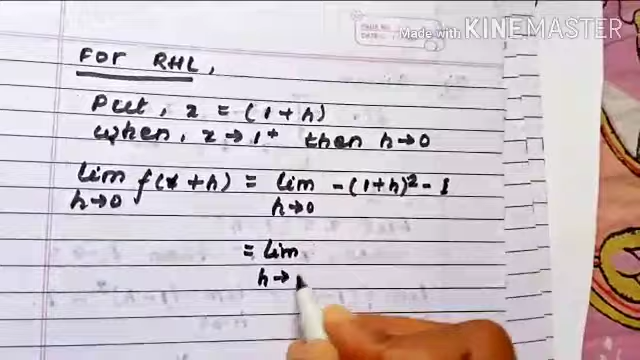 Made with KINEMASTER
FOR RHL,
Put, x = (1 + h)
when, x → 1⁺ then h → 0
lim f(x + h) = lim -(1+h)² - 1
h→0 h→0
= lim
h →